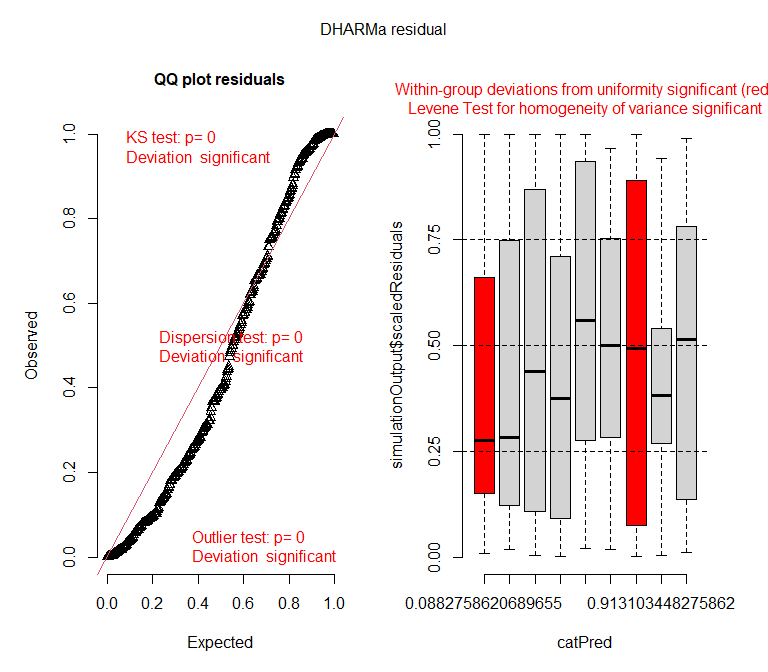 DHARMa residual
QQ plot residuals
KS test: p= 0
Deviation significant
Dispersion test: p= 0
Deviation significant
Outlier test: p= 0
Deviation significant
Observed
0.0 0.2 0.4 0.6 0.8 1.0
0.0 0.2 0.4 0.6 0.8 1.0
Expected
Within-group deviations from uniformity significant (red
Levene Test for homogeneity of variance significant
simulationOutput$scaledResiduals
0.00 0.25 0.50 0.75 1.00
0.0882758620689655 0.913103448275862
catPred